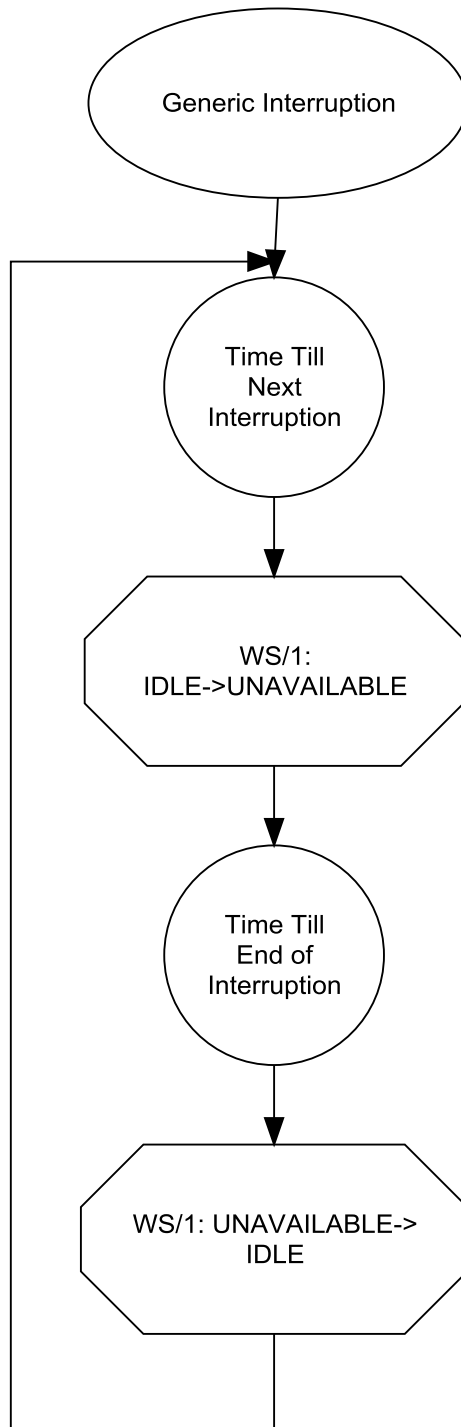 Generic Interruption
Time Till
Next
Interruption
WS/1:
IDLE->UNAVAILABLE
Time Till
End of
Interruption
WS/1: UNAVAILABLE->
IDLE